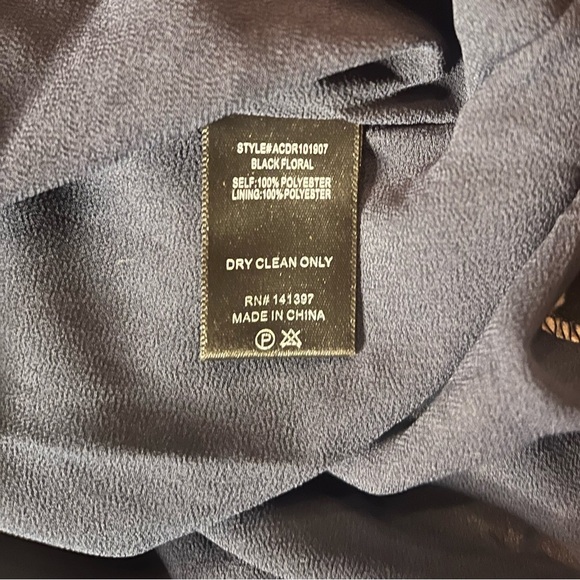 STYLE#ACDR101907
BLACK FLORAL
SELF:100% POLYESTER
LINING:100% POLYESTER
DRY CLEAN ONLY
RN# 141397
MADE IN CHINA
P